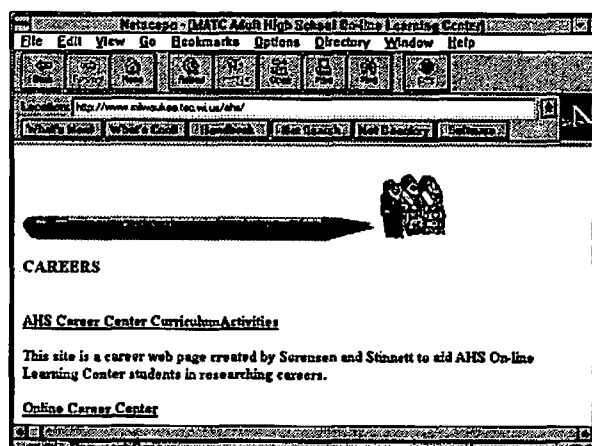 Netscape - [MATC Adult High School On-line Learning Center]
File Edit View Go Bookmarks Options Directory Window Help
Location: http://www.milwaukee.tec.wi.us/ahs/
What's New! What's Cool! Handbook Net Search Net Directory Software
N
CAREERS
AHS Career Center CurriculumActivities
This site is a career web page created by Sorensen and Stinnett to aid AHS On-line
Learning Center students in researching careers.
Online Career Center